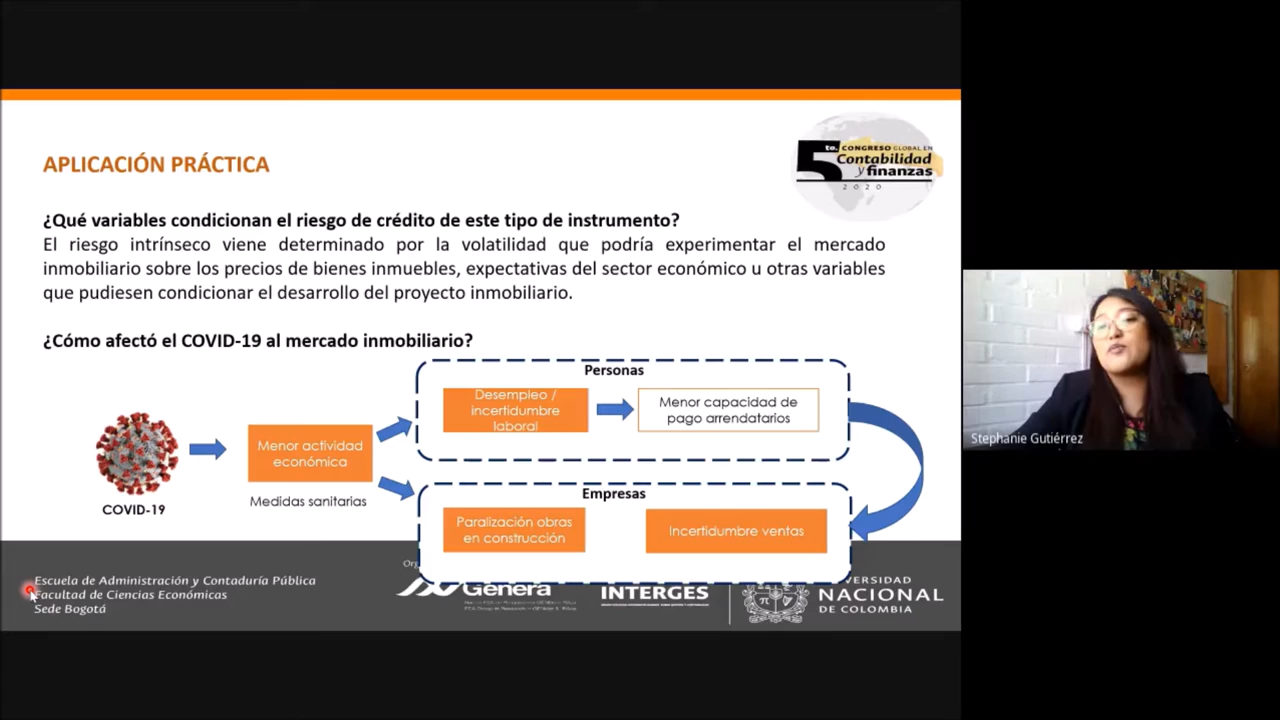 APLICACIÓN PRÁCTICA
5to. CONGRESO GLOBAL EN
Contabilidad
y finanzas
2020
¿Qué variables condicionan el riesgo de crédito de este tipo de instrumento?
El riesgo intrínseco viene determinado por la volatilidad que podría experimentar el mercado
inmobiliario sobre los precios de bienes inmuebles, expectativas del sector económico u otras variables
que pudiesen condicionar el desarrollo del proyecto inmobiliario.
¿Cómo afectó el COVID-19 al mercado inmobiliario?
Personas
Desempleo /
incertidumbre
laboral
Menor capacidad de
pago arrendatarios
Menor actividad
económica
Medidas sanitarias
COVID-19
Empresas
Paralización obras
en construcción
Incertidumbre ventas
Stephanie Gutiérrez
Escuela de Administración y Contaduría Pública
Facultad de Ciencias Económicas
Sede Bogotá
Genera
INTERGES
NACIONAL
DE COLOMBIA